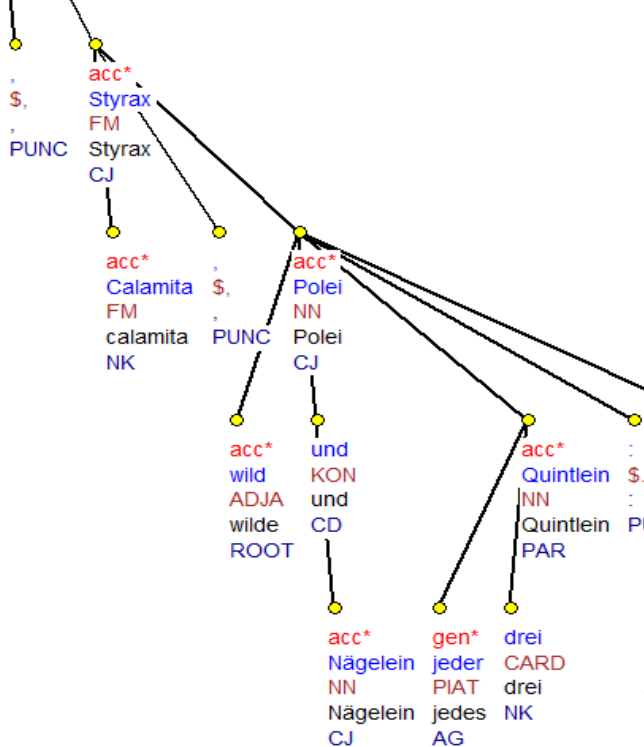 ,
$,
,
PUNC
acc*
Styrax
FM
Styrax
CJ
acc*
Calamita
FM
calamita
NK
,
$,
,
PUNC
acc*
Polei
NN
Polei
CJ
acc*
wild
ADJA
wilde
ROOT
und
KON
und
CD
acc*
Quintlein
NN
Quintlein
PAR
:
$.
:
acc*
Nägelein
NN
Nägelein
CJ
gen*
jeder
PIAT
jedes
AG
drei
CARD
drei
NK